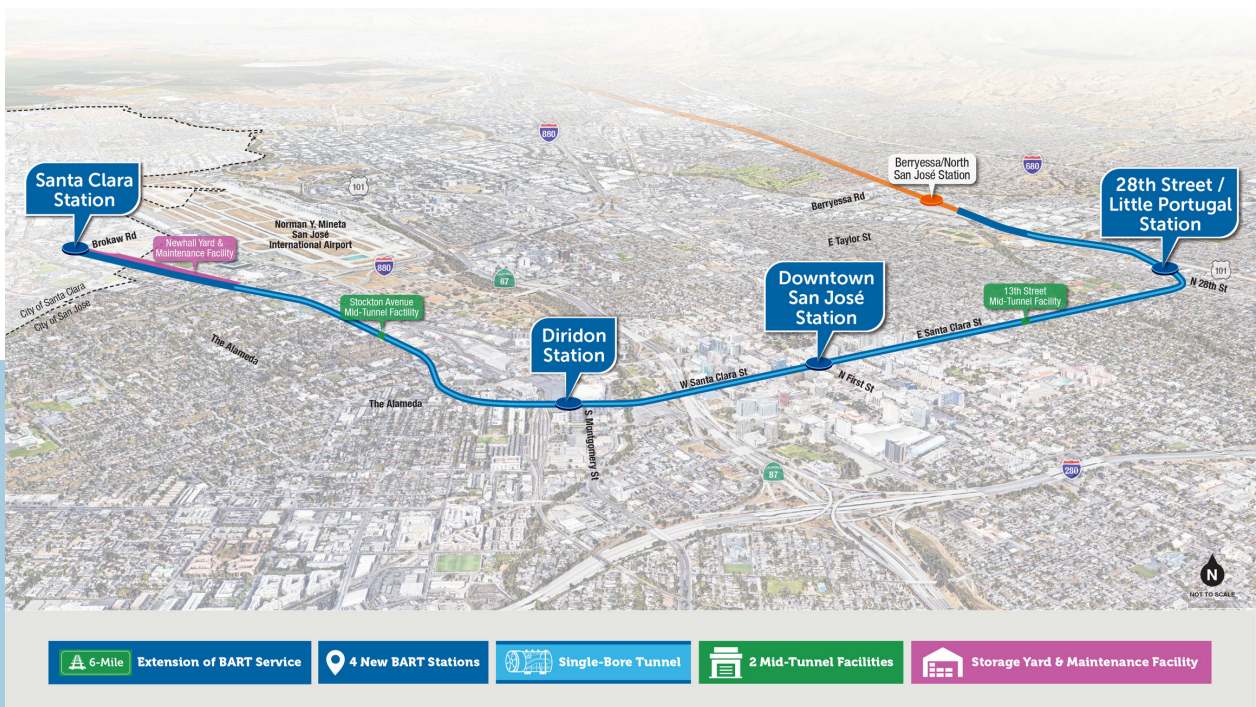 880
680
Berryessa/North
San José Station
28th Street /
Little Portugal
Station
Santa Clara
Station
101
Berryessa Rd
Norman Y. Mineta
San José
International Airport
Brokaw Rd
Newhall Yard &
Maintenance Facility
E Taylor St
880
CALIFORNIA
87
101
N 28th St
Downtown
San José
Station
City of Santa Clara
City of San Jose
Stockton Avenue
Mid-Tunnel Facility
13th Street
Mid-Tunnel Facility
Diridon
Station
E Santa Clara St
The Alameda
W Santa Clara St
N First St
The Alameda
S Montgomery St
CALIFORNIA
87
280
N
NOT TO SCALE
6-Mile Extension of BART Service
4 New BART Stations
Single-Bore Tunnel
2 Mid-Tunnel Facilities
Storage Yard & Maintenance Facility